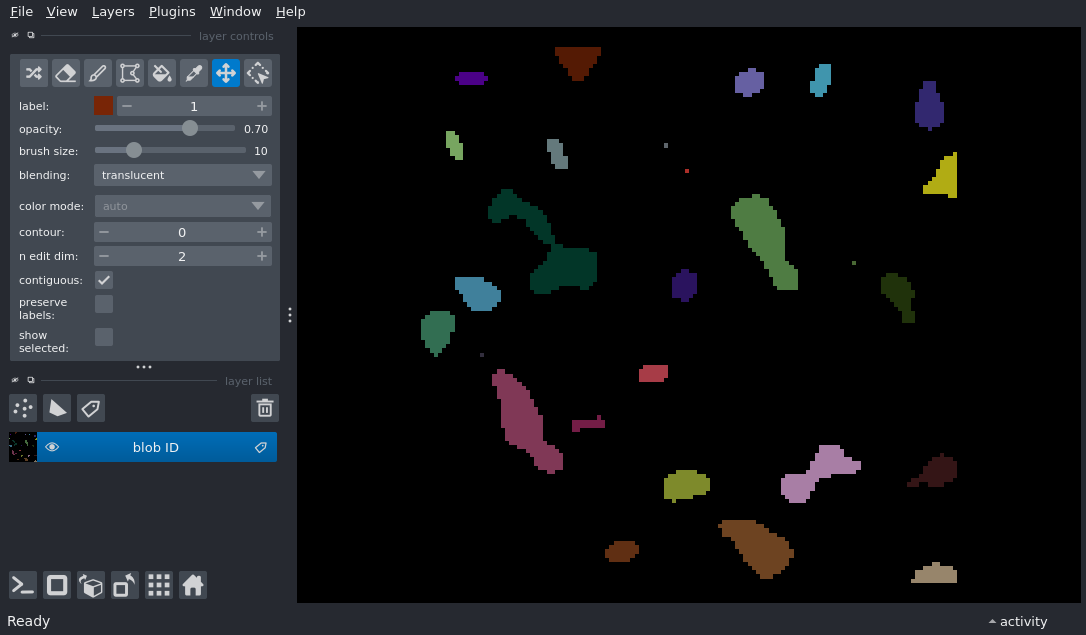 File View Layers Plugins Window Help
layer controls
label: 1
opacity: 0.70
brush size: 10
blending: translucent
color mode: auto
contour: 0
n edit dim: 2
contiguous:
preserve
labels:
show
selected:
layer list
blob ID
Ready
activity